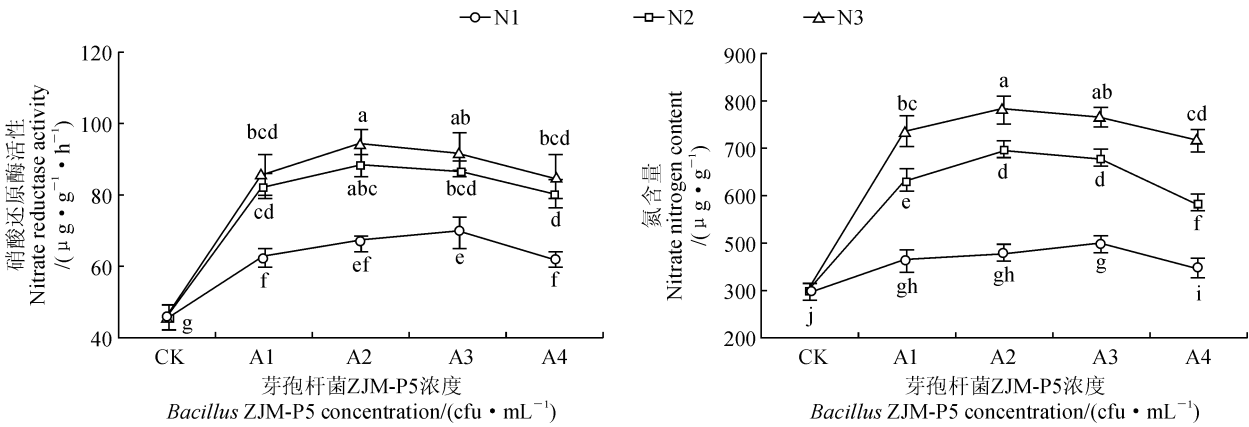 N1 N2 N3
硝酸还原酶活性
Nitrate reductase activity
/(μg·g⁻¹·h⁻¹)
120
100
80
60
40
bcd a ab bcd
cd abc bcd d
f ef e f
g
CK A1 A2 A3 A4
芽孢杆菌ZJM-P5浓度
Bacillus ZJM-P5 concentration/(cfu·mL⁻¹)
氮含量
Nitrate nitrogen content
/(μg·g⁻¹)
900
800
700
600
500
300
200
bc a ab cd
e d d f
gh gh g i
j
CK A1 A2 A3 A4
芽孢杆菌ZJM-P5浓度
Bacillus ZJM-P5 concentration/(cfu·mL⁻¹)